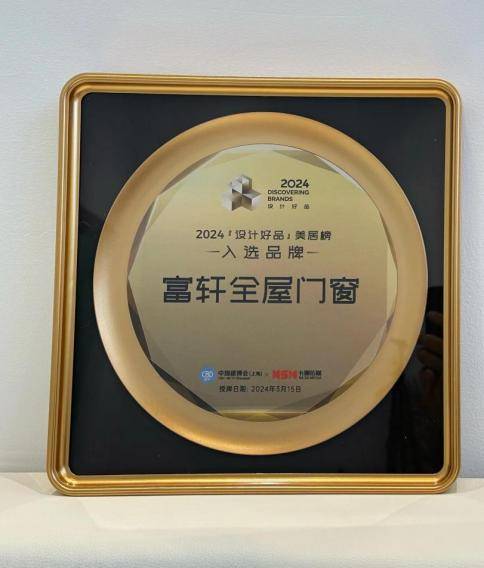 2024
DISCOVERING
BRANDS
设计好品
2024「设计好品」美居榜
入选品牌
富轩全屋门窗
中国建博会(上海) × NSN
授牌日期:2024年3月15日